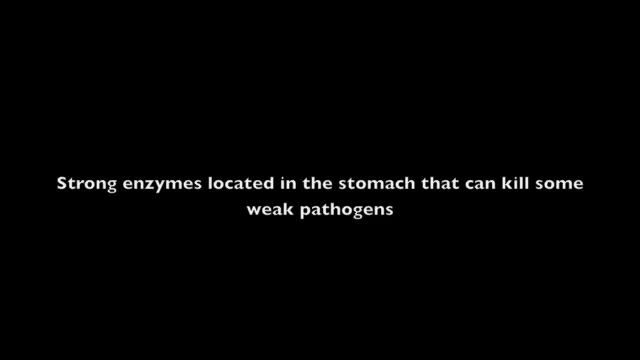 Strong enzymes located in the stomach that can kill some
weak pathogens